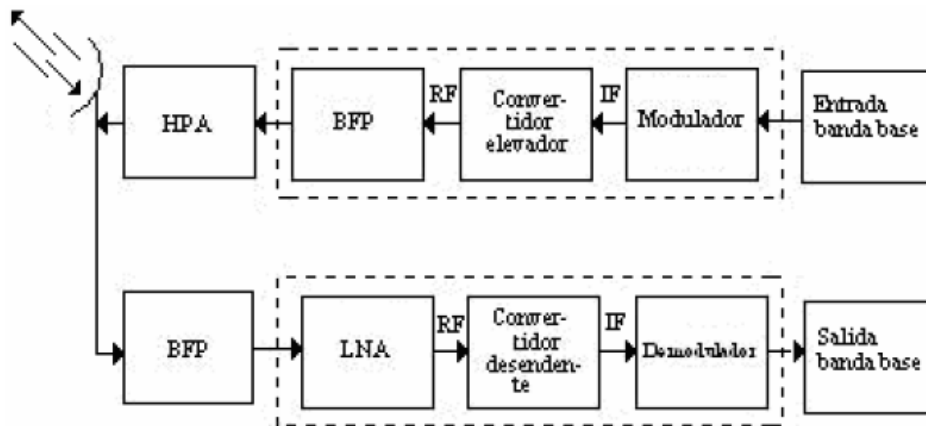 HPA
BFP
RF
Conver-
tidor
elevador
IF
Modulador
Entrada
banda base
BFP
LNA
RF
Conver-
tidor
desenden-
te
IF
Demodulador
Salida
banda base